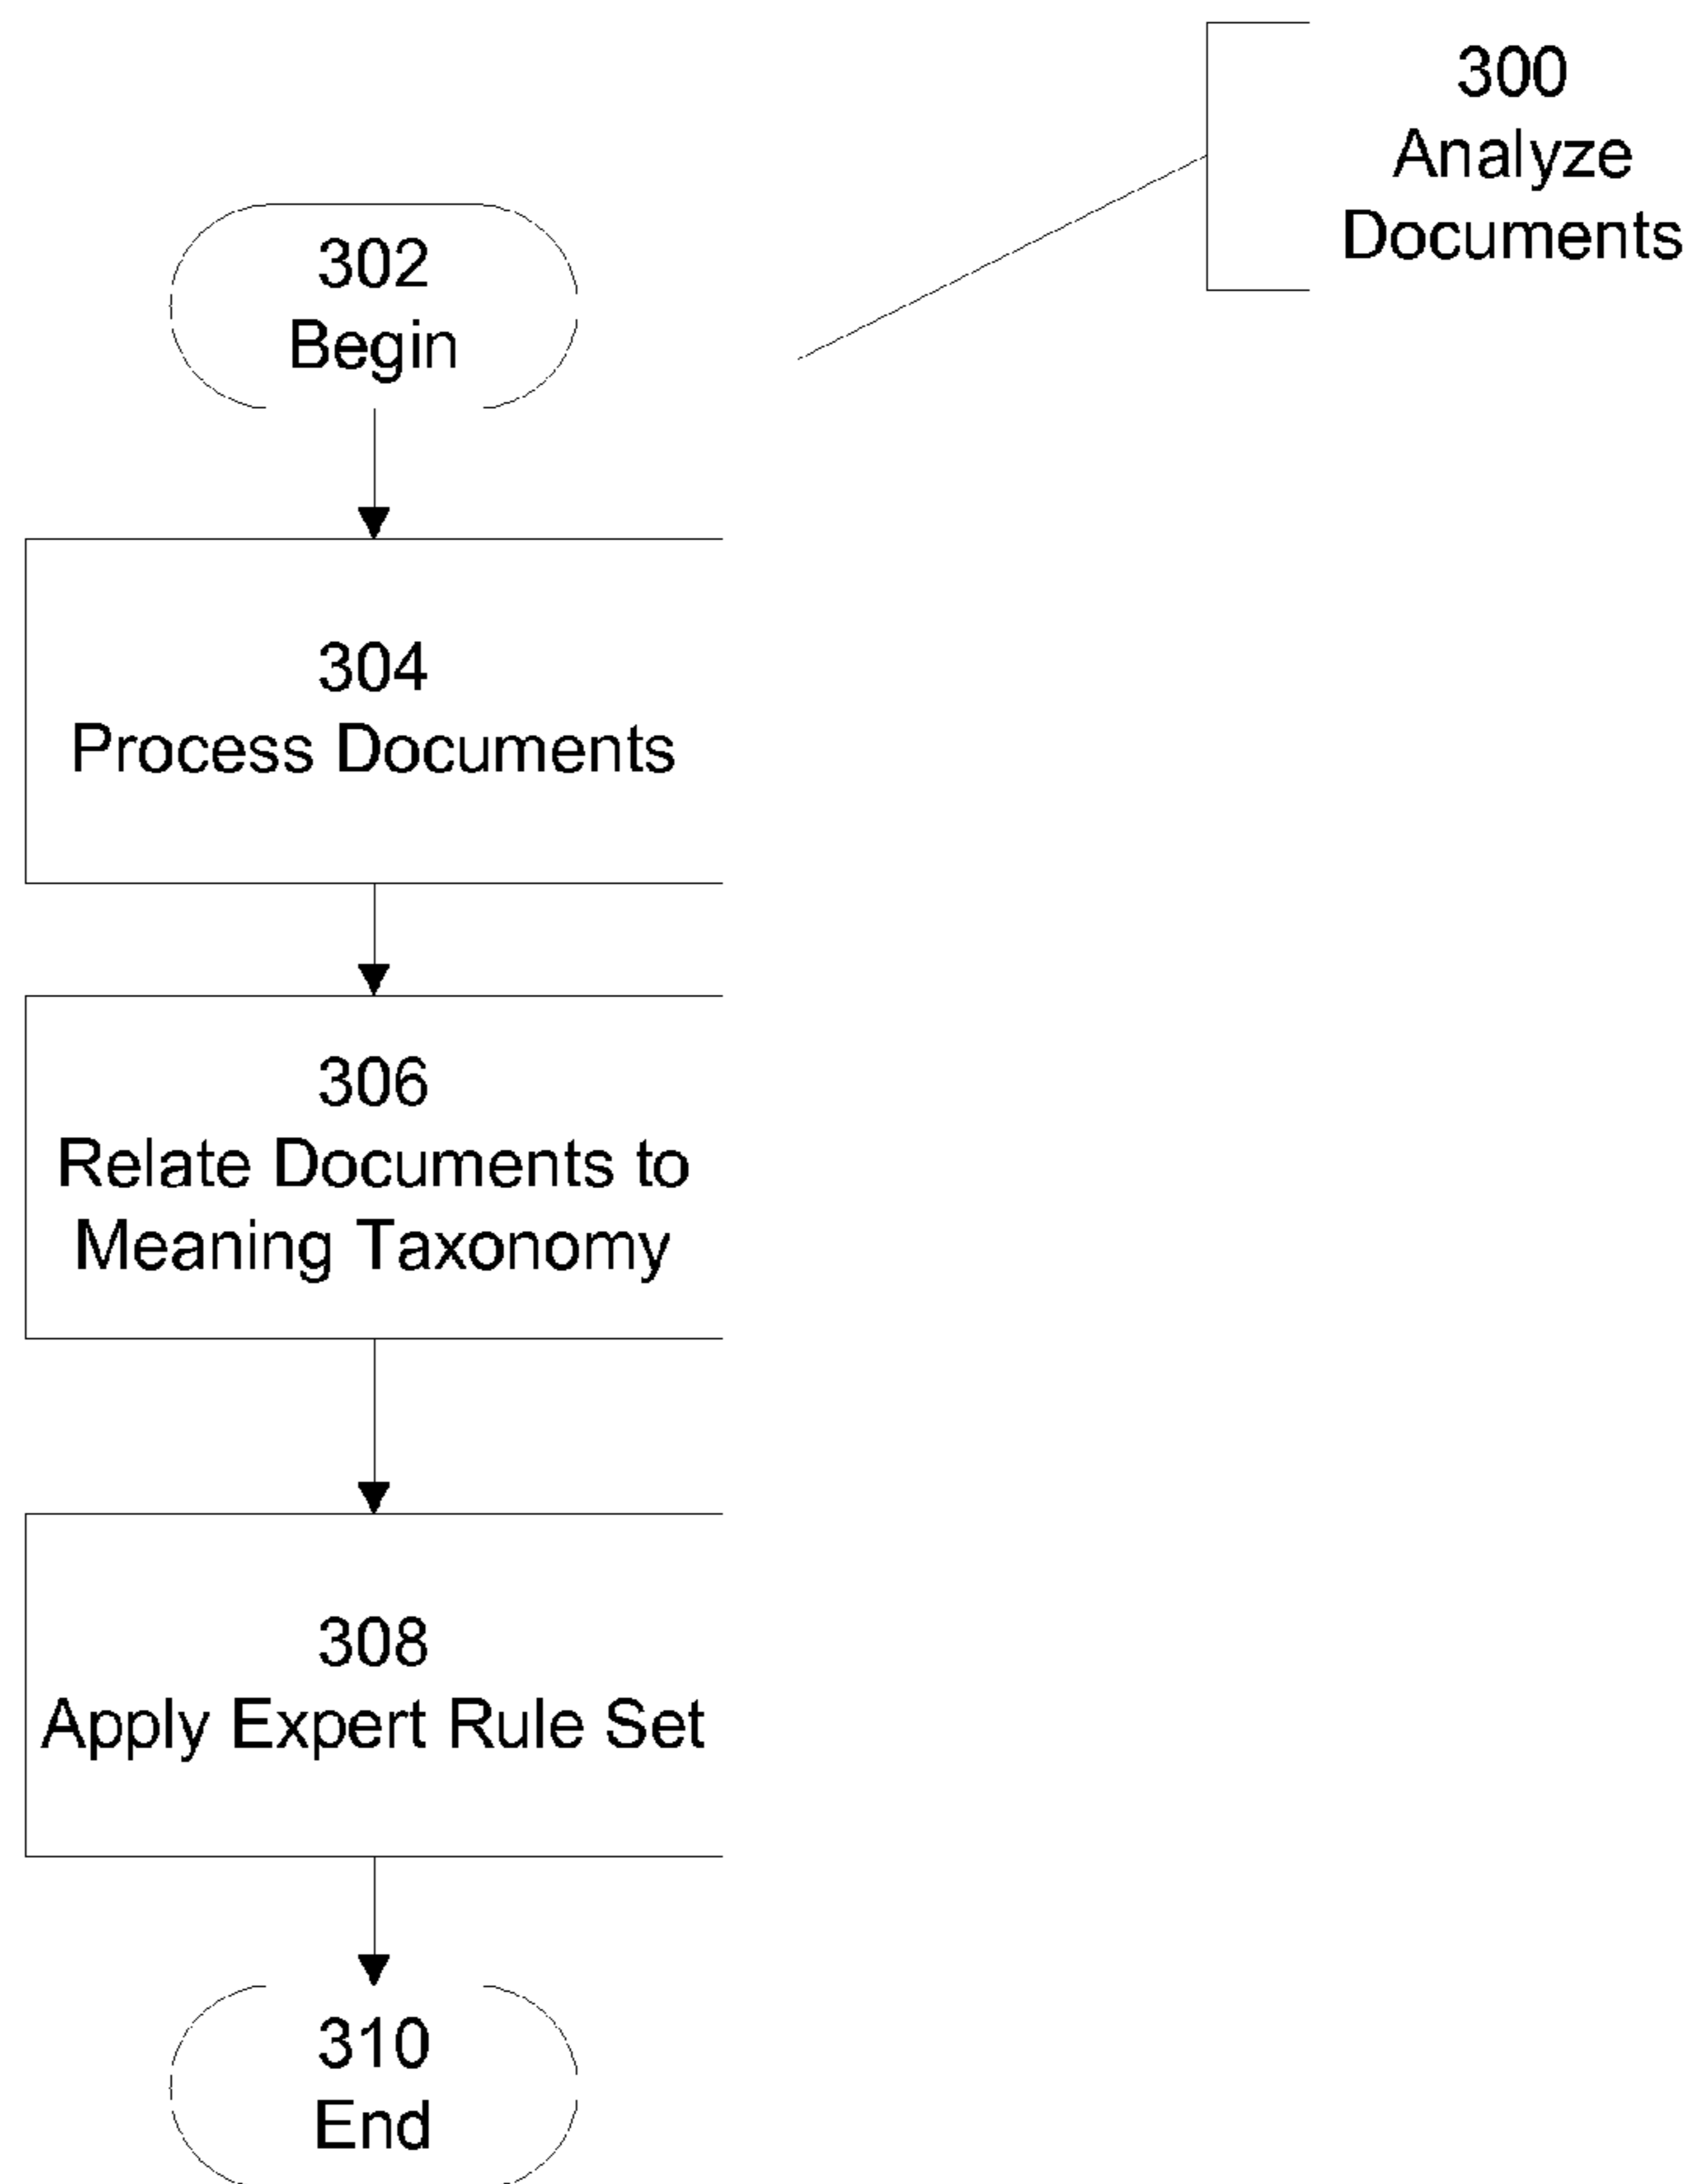 300
Analyze
Documents
302
Begin
304
Process Documents
306
Relate Documents to
Meaning Taxonomy
308
Apply Expert Rule Set
310
End